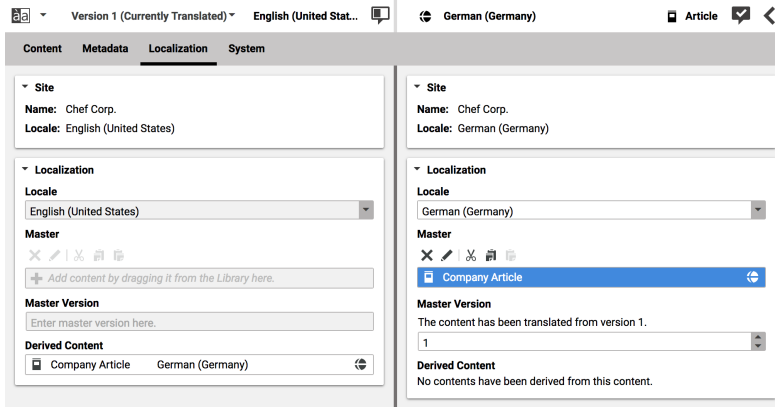 àa Version 1 (Currently Translated) English (United Stat...
German (Germany) Article
Content Metadata Localization System
Site
Name: Chef Corp.
Locale: English (United States)
Localization
Locale
English (United States)
Master
Add content by dragging it from the Library here.
Master Version
Enter master version here.
Derived Content
Company Article German (Germany)
Site
Name: Chef Corp.
Locale: German (Germany)
Localization
Locale
German (Germany)
Master
Company Article
Master Version
The content has been translated from version 1.
1
Derived Content
No contents have been derived from this content.